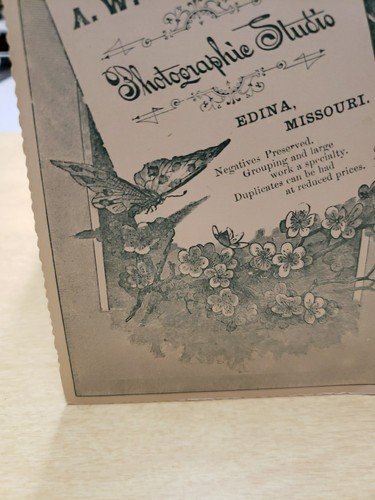 A. W
Photographic Studio
EDINA,
MISSOURI.
Negatives Preserved.
Grouping and large
work a specialty.
Duplicates can be had
at reduced prices.